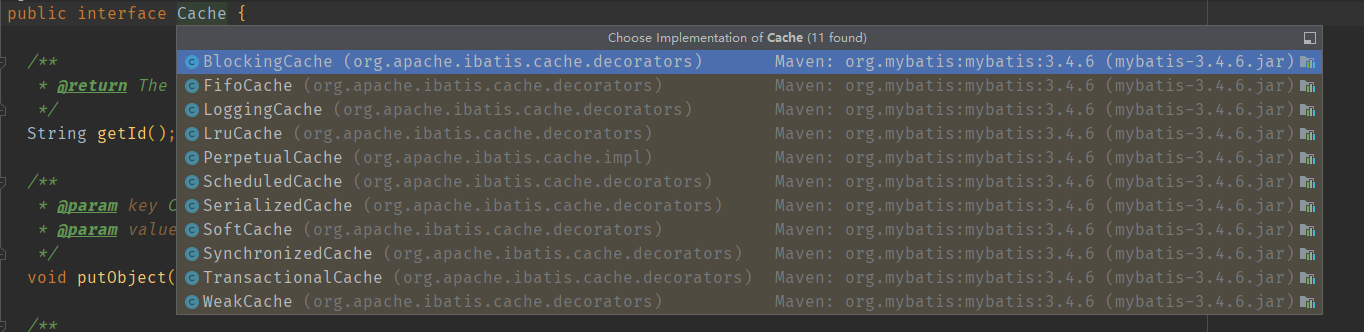 public interface Cache {
Choose Implementation of Cache (11 found)
/**
BlockingCache (org.apache.ibatis.cache.decorators) Maven: org.mybatis:mybatis:3.4.6 (mybatis-3.4.6.jar)
* @return The
FifoCache (org.apache.ibatis.cache.decorators) Maven: org.mybatis:mybatis:3.4.6 (mybatis-3.4.6.jar)
*/
LoggingCache (org.apache.ibatis.cache.decorators) Maven: org.mybatis:mybatis:3.4.6 (mybatis-3.4.6.jar)
String getId();
LruCache (org.apache.ibatis.cache.decorators) Maven: org.mybatis:mybatis:3.4.6 (mybatis-3.4.6.jar)
PerpetualCache (org.apache.ibatis.cache.impl) Maven: org.mybatis:mybatis:3.4.6 (mybatis-3.4.6.jar)
/**
ScheduledCache (org.apache.ibatis.cache.decorators) Maven: org.mybatis:mybatis:3.4.6 (mybatis-3.4.6.jar)
* @param key C
SerializedCache (org.apache.ibatis.cache.decorators) Maven: org.mybatis:mybatis:3.4.6 (mybatis-3.4.6.jar)
* @param value
SoftCache (org.apache.ibatis.cache.decorators) Maven: org.mybatis:mybatis:3.4.6 (mybatis-3.4.6.jar)
*/
SynchronizedCache (org.apache.ibatis.cache.decorators) Maven: org.mybatis:mybatis:3.4.6 (mybatis-3.4.6.jar)
void putObject(
TransactionalCache (org.apache.ibatis.cache.decorators) Maven: org.mybatis:mybatis:3.4.6 (mybatis-3.4.6.jar)
WeakCache (org.apache.ibatis.cache.decorators) Maven: org.mybatis:mybatis:3.4.6 (mybatis-3.4.6.jar)
/**